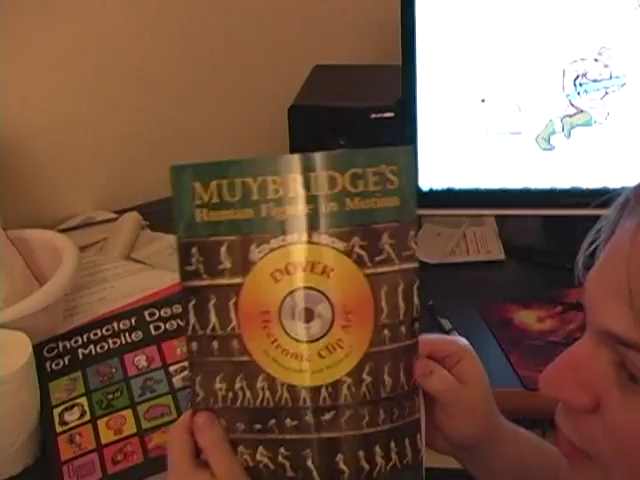 MUYBRIDGE'S
Human Figure in Motion
DOVER
Electronic Clip Art
Character Des
for Mobile Dev